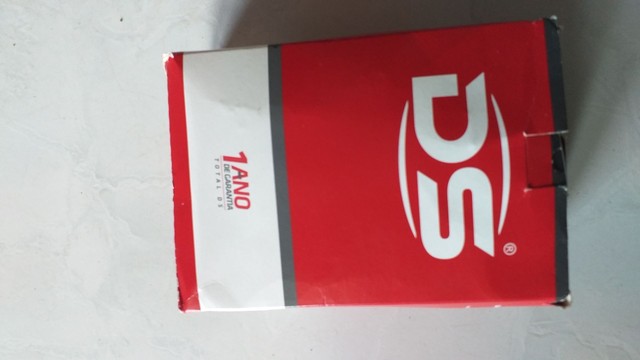 DS®
1 ANO
DE GARANTIA
TOTAL DS